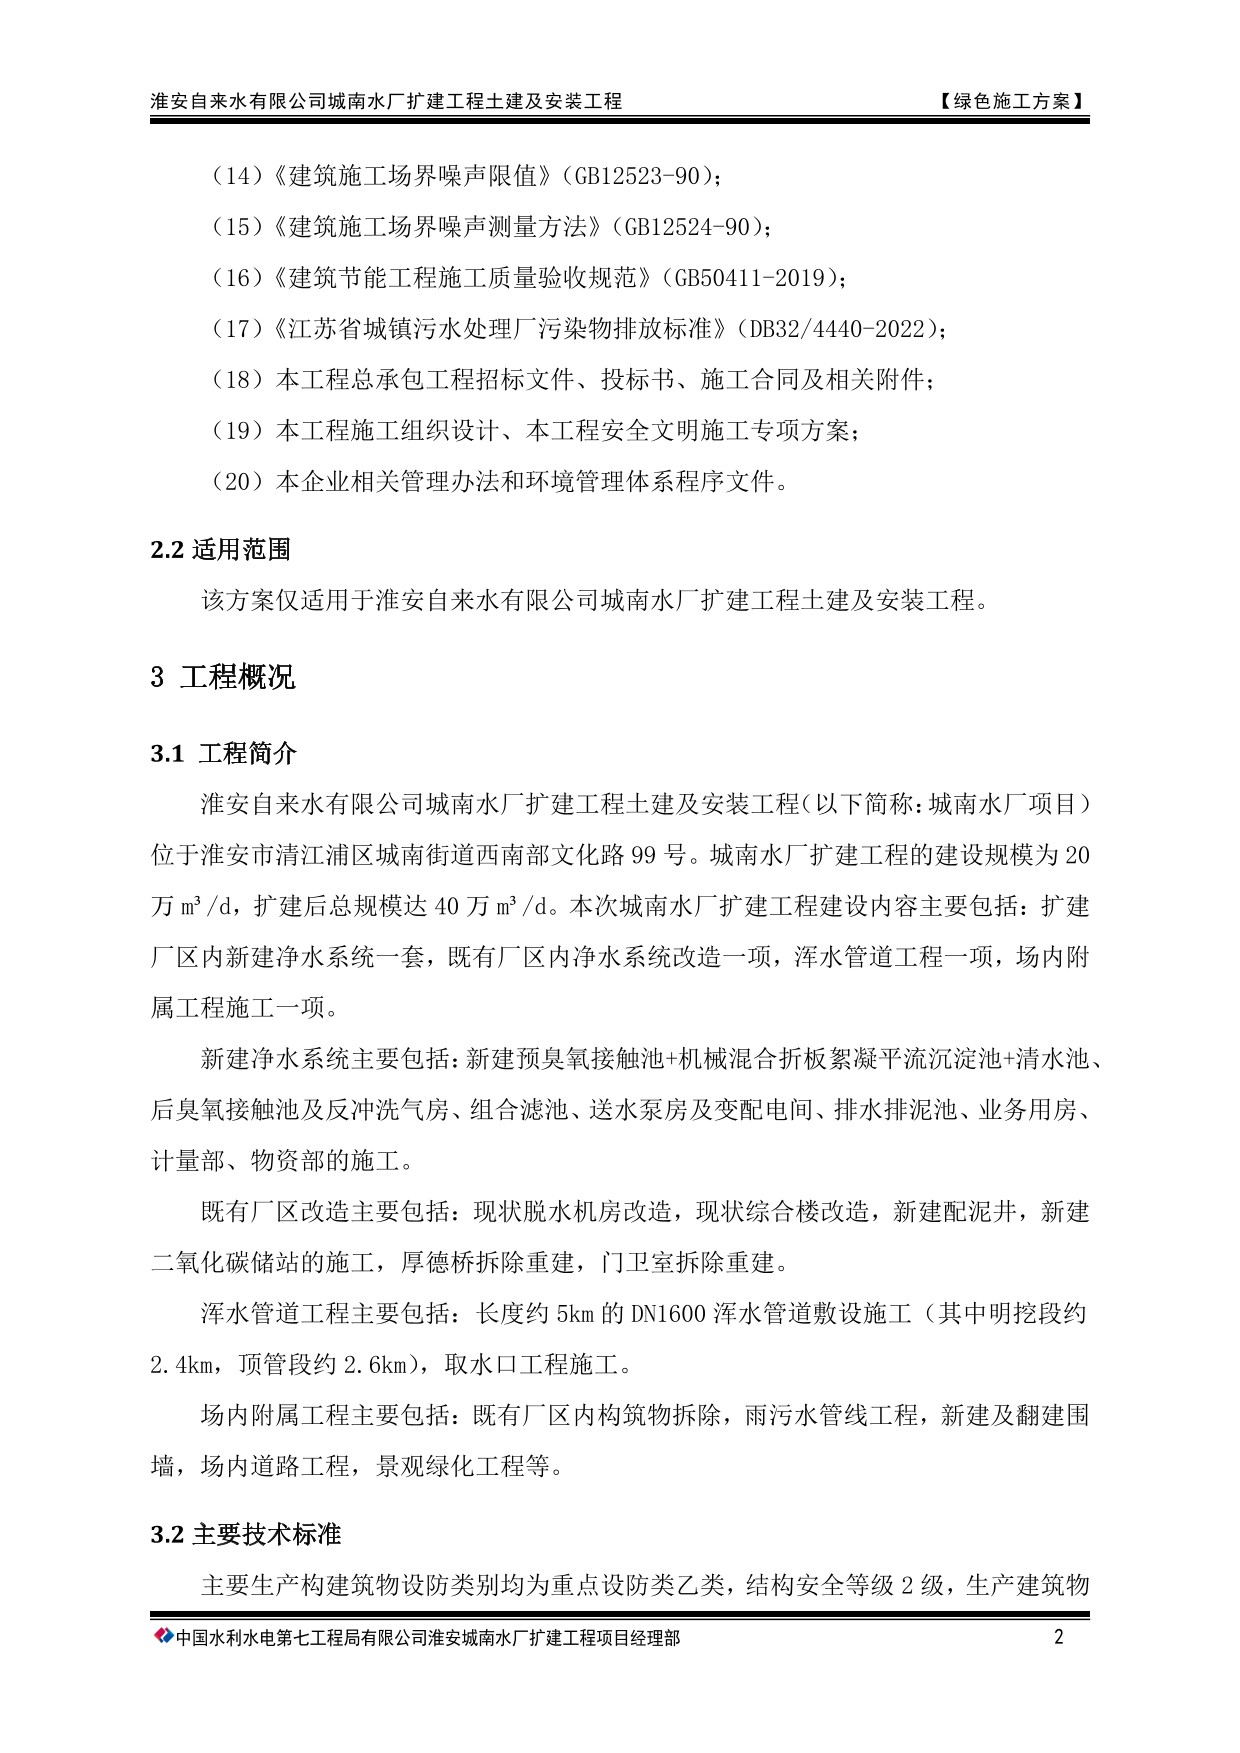 淮安自来水有限公司城南水厂扩建工程土建及安装工程 【绿色施工方案】
（14）《建筑施工场界噪声限值》（GB12523-90）；
（15）《建筑施工场界噪声测量方法》（GB12524-90）；
（16）《建筑节能工程施工质量验收规范》（GB50411-2019）；
（17）《江苏省城镇污水处理厂污染物排放标准》（DB32/4440-2022）；
（18）本工程总承包工程招标文件、投标书、施工合同及相关附件；
（19）本工程施工组织设计、本工程安全文明施工专项方案；
（20）本企业相关管理办法和环境管理体系程序文件。
2.2 适用范围
该方案仅适用于淮安自来水有限公司城南水厂扩建工程土建及安装工程。
3 工程概况
3.1 工程简介
淮安自来水有限公司城南水厂扩建工程土建及安装工程（以下简称：城南水厂项目）
位于淮安市清江浦区城南街道西南部文化路 99 号。城南水厂扩建工程的建设规模为 20
万 m³/d，扩建后总规模达 40 万 m³/d。本次城南水厂扩建工程建设内容主要包括：扩建
厂区内新建净水系统一套，既有厂区内净水系统改造一项，浑水管道工程一项，场内附
属工程施工一项。
新建净水系统主要包括：新建预臭氧接触池+机械混合折板絮凝平流沉淀池+清水池、
后臭氧接触池及反冲洗气房、组合滤池、送水泵房及变配电间、排水排泥池、业务用房、
计量部、物资部的施工。
既有厂区改造主要包括：现状脱水机房改造，现状综合楼改造，新建配泥井，新建
二氧化碳储站的施工，厚德桥拆除重建，门卫室拆除重建。
浑水管道工程主要包括：长度约 5km 的 DN1600 浑水管道敷设施工（其中明挖段约
2.4km，顶管段约 2.6km），取水口工程施工。
场内附属工程主要包括：既有厂区内构筑物拆除，雨污水管线工程，新建及翻建围
墙，场内道路工程，景观绿化工程等。
3.2 主要技术标准
主要生产构建筑物设防类别均为重点设防类乙类，结构安全等级 2 级，生产建筑物
中国水利水电第七工程局有限公司淮安城南水厂扩建工程项目经理部 2